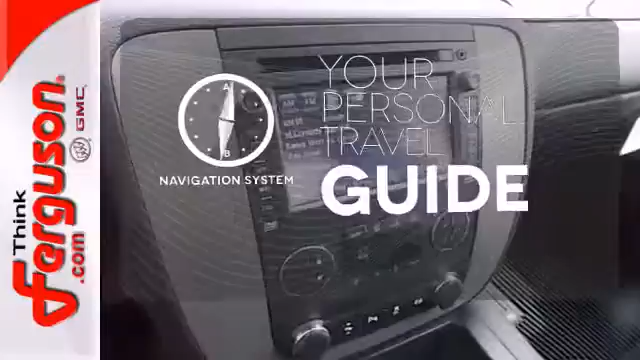 Think
Ferguson
.com
GMC
A
B
NAVIGATION SYSTEM
YOUR
PERSONAL
TRAVEL
GUIDE